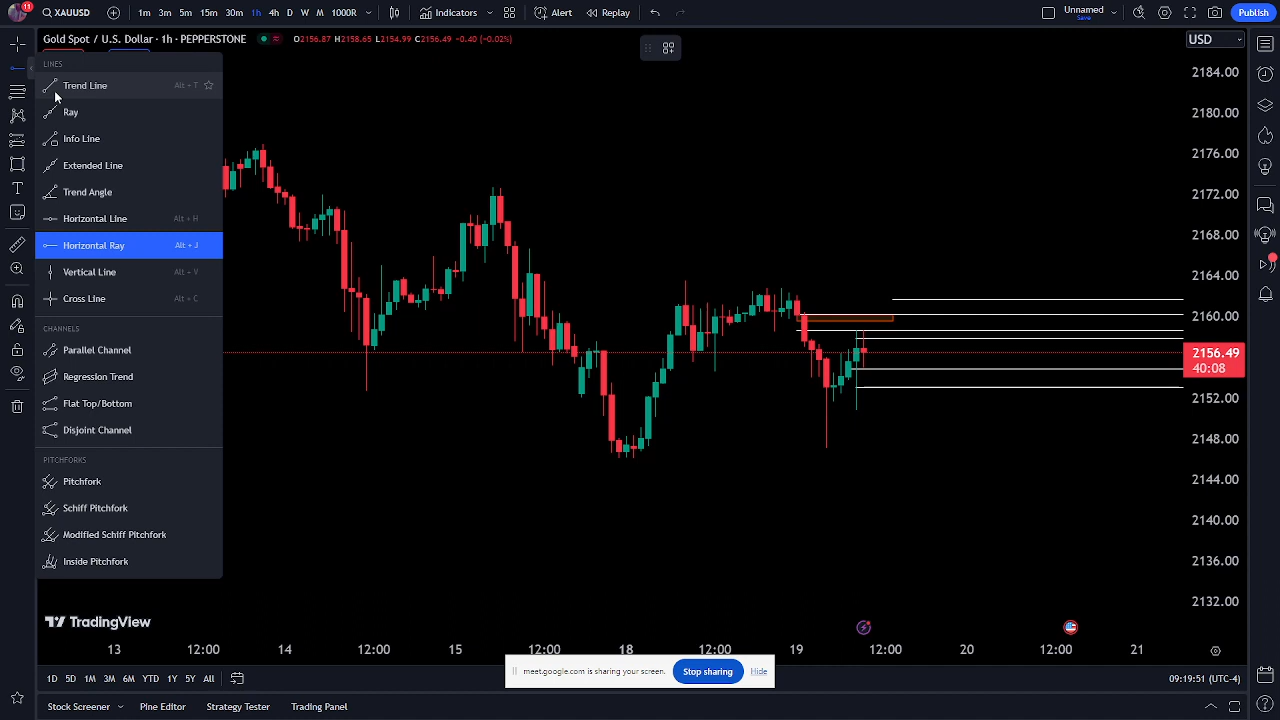 11
XAUUSD
1m 3m 5m 15m 30m 1h 4h D W M 1000R
Indicators
Alert
Replay
Unnamed
Save
Publish
Gold Spot / U.S. Dollar · 1h · PEPPERSTONE
O2156.87 H2158.65 L2154.99 C2156.49 -0.40 (-0.02%)
USD
LINES
Trend Line Alt + T
Ray
Info Line
Extended Line
Trend Angle
Horizontal Line Alt + H
Horizontal Ray Alt + J
Vertical Line Alt + V
Cross Line Alt + C
CHANNELS
Parallel Channel
Regression Trend
Flat Top/Bottom
Disjoint Channel
PITCHFORKS
Pitchfork
Schiff Pitchfork
Modified Schiff Pitchfork
Inside Pitchfork
2184.00
2180.00
2176.00
2172.00
2168.00
2164.00
2160.00
2156.49
40:08
2152.00
2148.00
2144.00
2140.00
2136.00
2132.00
TradingView
13 12:00 14 12:00 15 12:00 18 12:00 19 12:00 20 12:00 21
meet.google.com is sharing your screen.
Stop sharing
Hide
1M 3M 6M YTD 1Y 5Y All
09:19:51 (UTC-4)
Stock Screener
Pine Editor
Strategy Tester
Trading Panel